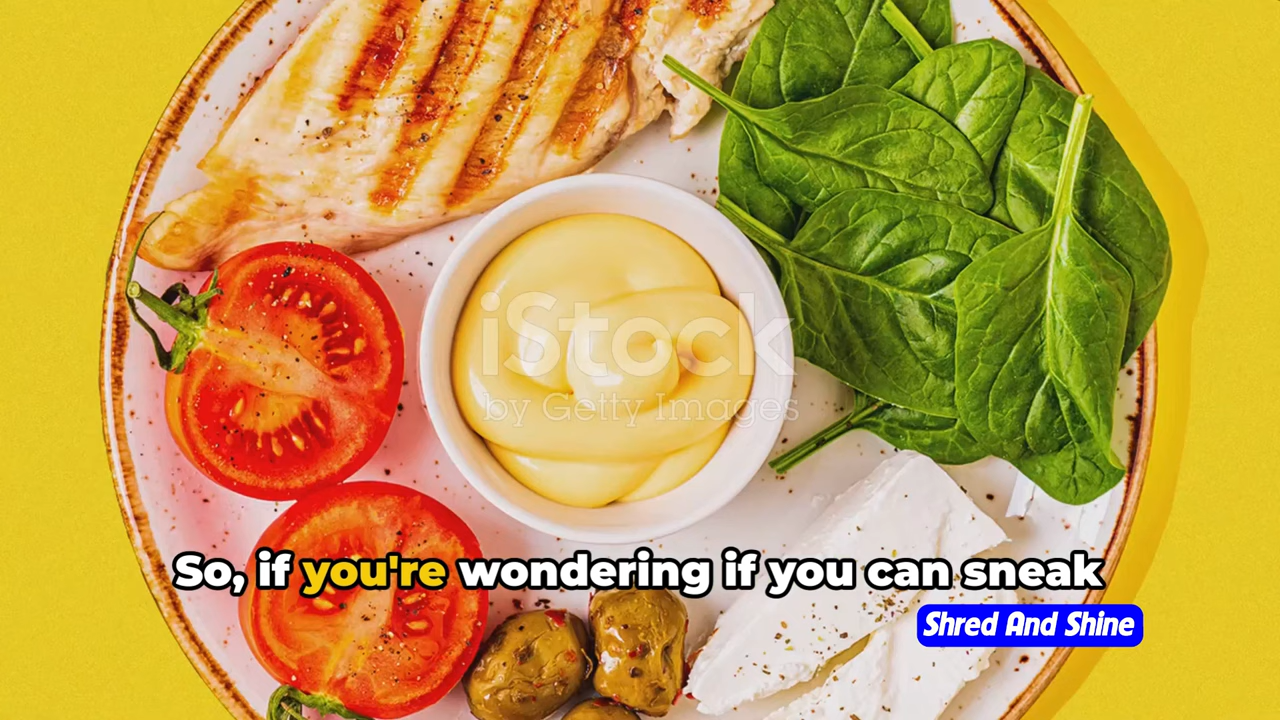 iStock
by Getty Images
So, if you're wondering if you can sneak
Shred And Shine